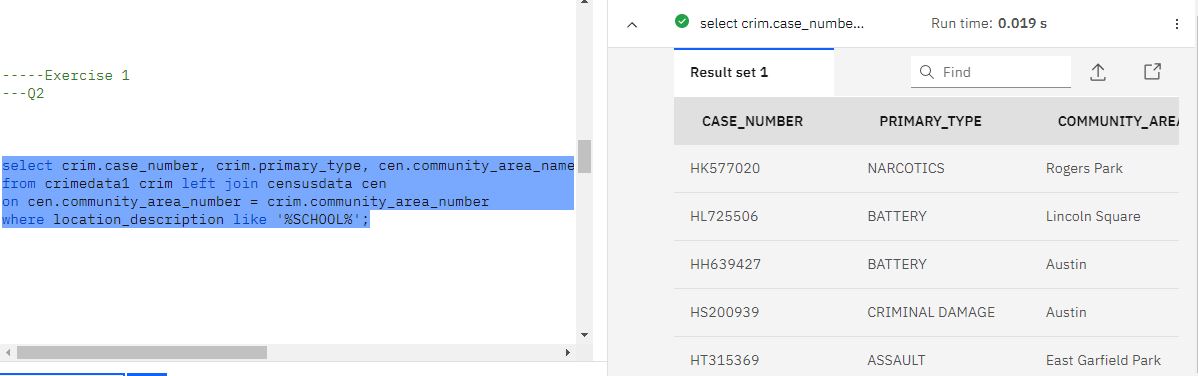 -----Exercise 1
---Q2
select crim.case_number, crim.primary_type, cen.community_area_name
from crimedata1 crim left join censusdata cen
on cen.community_area_number = crim.community_area_number
where location_description like '%SCHOOL%';
select crim.case_numbe... Run time: 0.019 s
Result set 1 Find
CASE_NUMBER PRIMARY_TYPE COMMUNITY_AREA
HK577020 NARCOTICS Rogers Park
HL725506 BATTERY Lincoln Square
HH639427 BATTERY Austin
HS200939 CRIMINAL DAMAGE Austin
HT315369 ASSAULT East Garfield Park